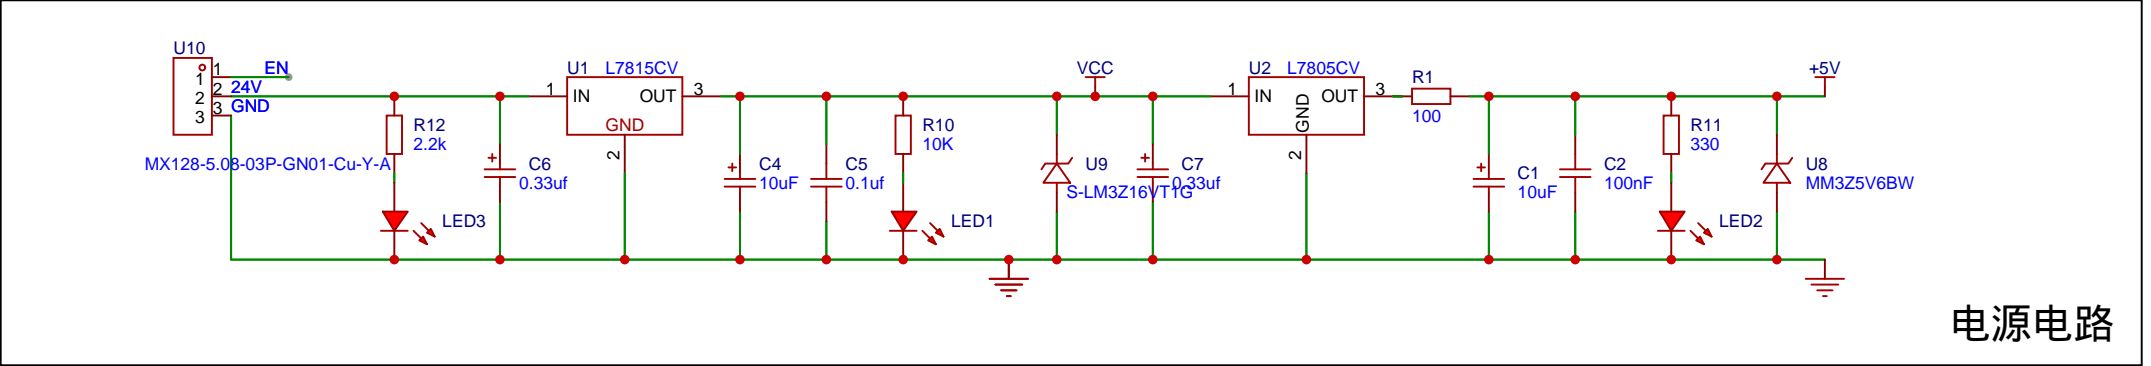 U10
1
2
3
1
2
3
EN
24V
GND
MX128-5.08-03P-GN01-Cu-Y-A
R12
2.2k
LED3
C6
0.33uf
U1
L7815CV
1
IN
OUT
3
GND
2
C4
10uF
C5
0.1uf
R10
10K
LED1
VCC
U9
S-LM3Z16VT1G
C7
0.33uf
U2
L7805CV
1
IN
GND
OUT
3
2
R1
100
C1
10uF
C2
100nF
R11
330
LED2
+5V
U8
MM3Z5V6BW
电源电路